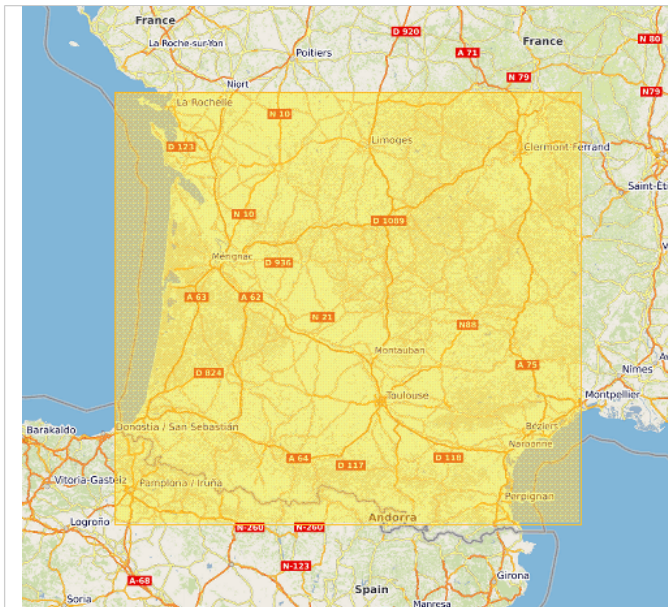 France
La Roche-sur-Yon
D 920
N 80
A 71
France
Poitiers
N 79
Niort
N79
La Rochelle
N 10
D 123
Limoges
Clermont-Ferrand
Saint-Ét
N 10
D 1089
Mérignac
D 936
A 63
A 62
N 21
N88
Montauban
A 75
Nîmes
D 824
Toulouse
Montpellier
Barakaldo
Donostia / San Sebastián
Béziers
Narbonne
A 64
D 117
D 118
Vitoria-Gasteiz
Pamplona / Iruña
Perpignan
Logroño
Andorra
N-260
N-260
N-123
Girona
A-68
Spain
Soria
Manresa